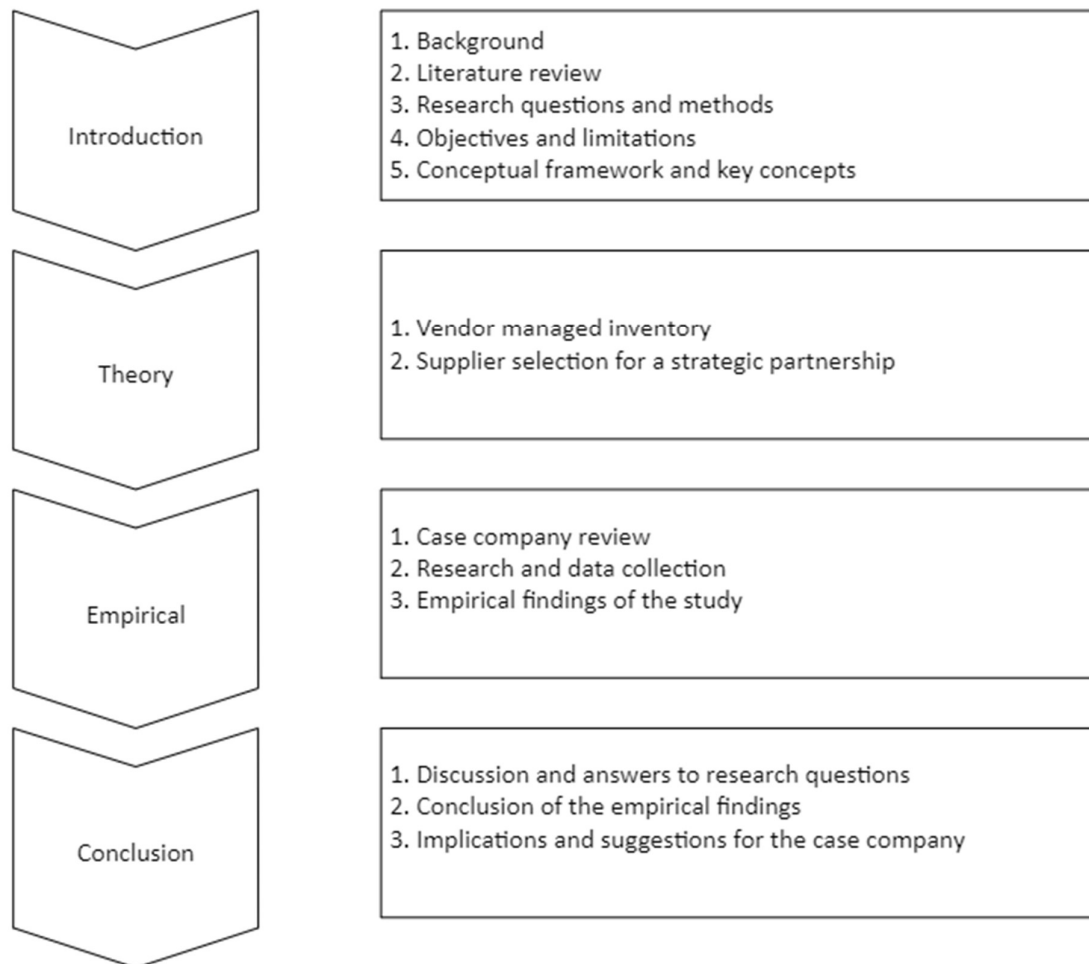 Introduction
1. Background
2. Literature review
3. Research questions and methods
4. Objectives and limitations
5. Conceptual framework and key concepts
Theory
1. Vendor managed inventory
2. Supplier selection for a strategic partnership
Empirical
1. Case company review
2. Research and data collection
3. Empirical findings of the study
Conclusion
1. Discussion and answers to research questions
2. Conclusion of the empirical findings
3. Implications and suggestions for the case company